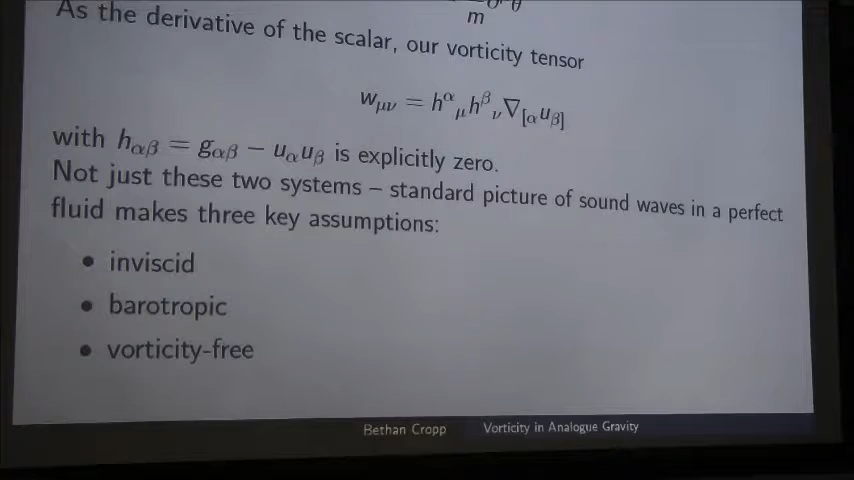 m
As the derivative of the scalar, our vorticity tensor
w_{μν} = h^α_μ h^β_ν ∇_{[α} u_{β]}
with h_{αβ} = g_{αβ} − u_α u_β is explicitly zero.
Not just these two systems – standard picture of sound waves in a perfect
fluid makes three key assumptions:
• inviscid
• barotropic
• vorticity-free
Bethan Cropp Vorticity in Analogue Gravity